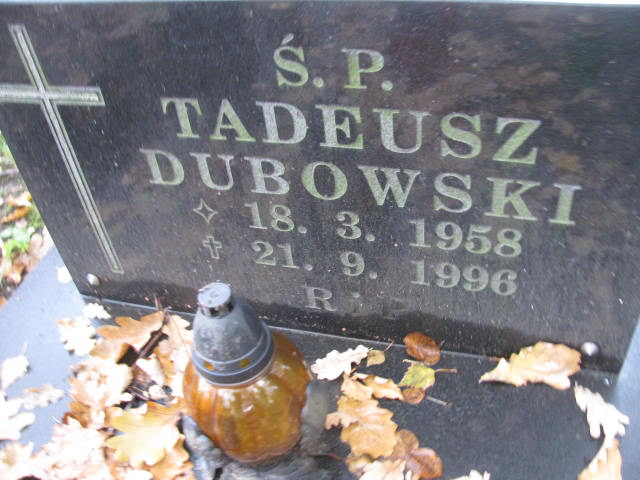 Ś. P.
TADEUSZ
DUBOWSKI
18. 3. 1958
21. 9. 1996
R i P